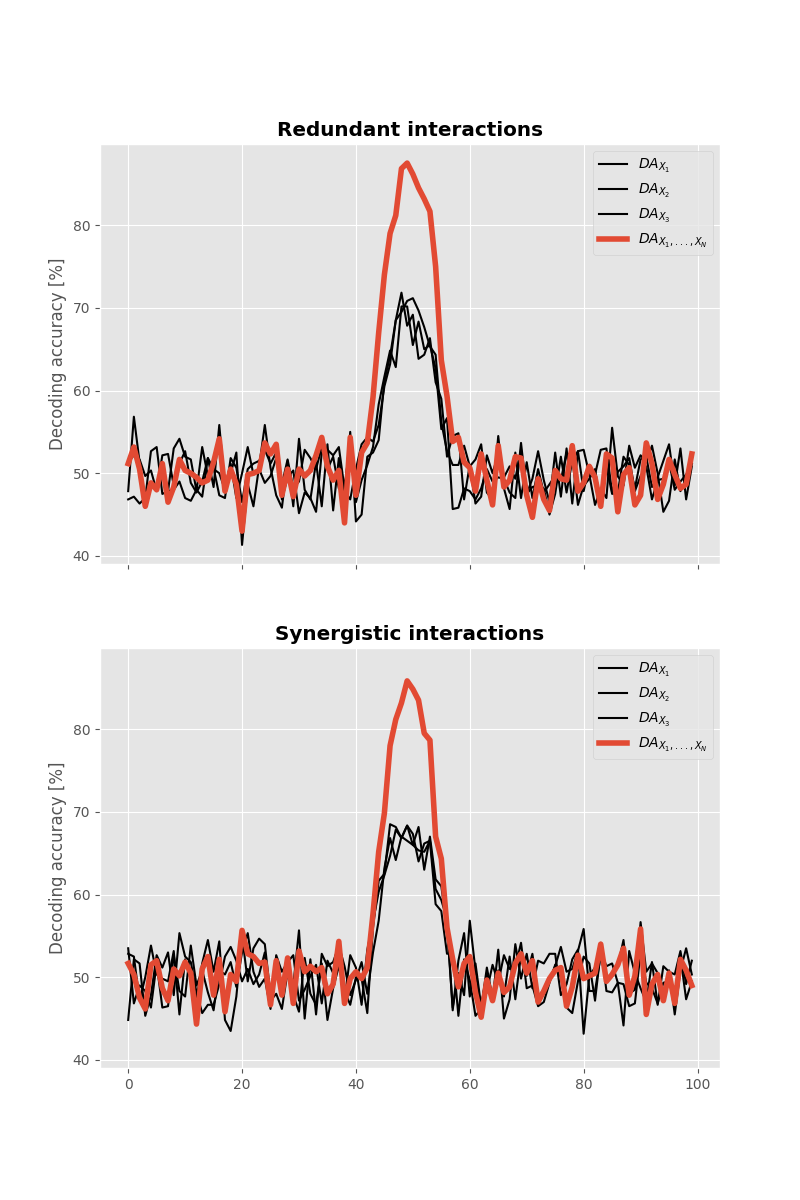 Redundant interactions
Decoding accuracy [%]
80
70
60
50
40
DA_{X_1}
DA_{X_2}
DA_{X_3}
DA_{X_1,...,X_N}
Synergistic interactions
Decoding accuracy [%]
80
70
60
50
40
DA_{X_1}
DA_{X_2}
DA_{X_3}
DA_{X_1,...,X_N}
0 20 40 60 80 100